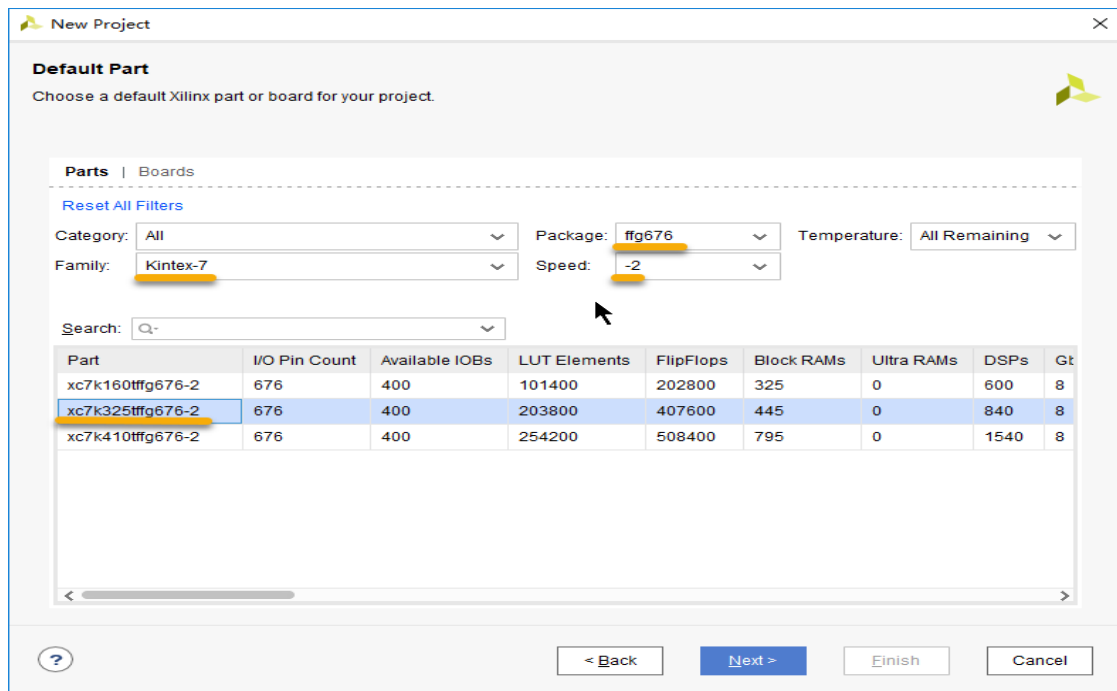 New Project
Default Part
Choose a default Xilinx part or board for your project.
Parts | Boards
Reset All Filters
Category: All Package: ffg676 Temperature: All Remaining
Family: Kintex-7 Speed: -2
Search: Q-
Part I/O Pin Count Available IOBs LUT Elements FlipFlops Block RAMs Ultra RAMs DSPs Gt
xc7k160tffg676-2 676 400 101400 202800 325 0 600 8
xc7k325tffg676-2 676 400 203800 407600 445 0 840 8
xc7k410tffg676-2 676 400 254200 508400 795 0 1540 8
? < Back Next > Finish Cancel